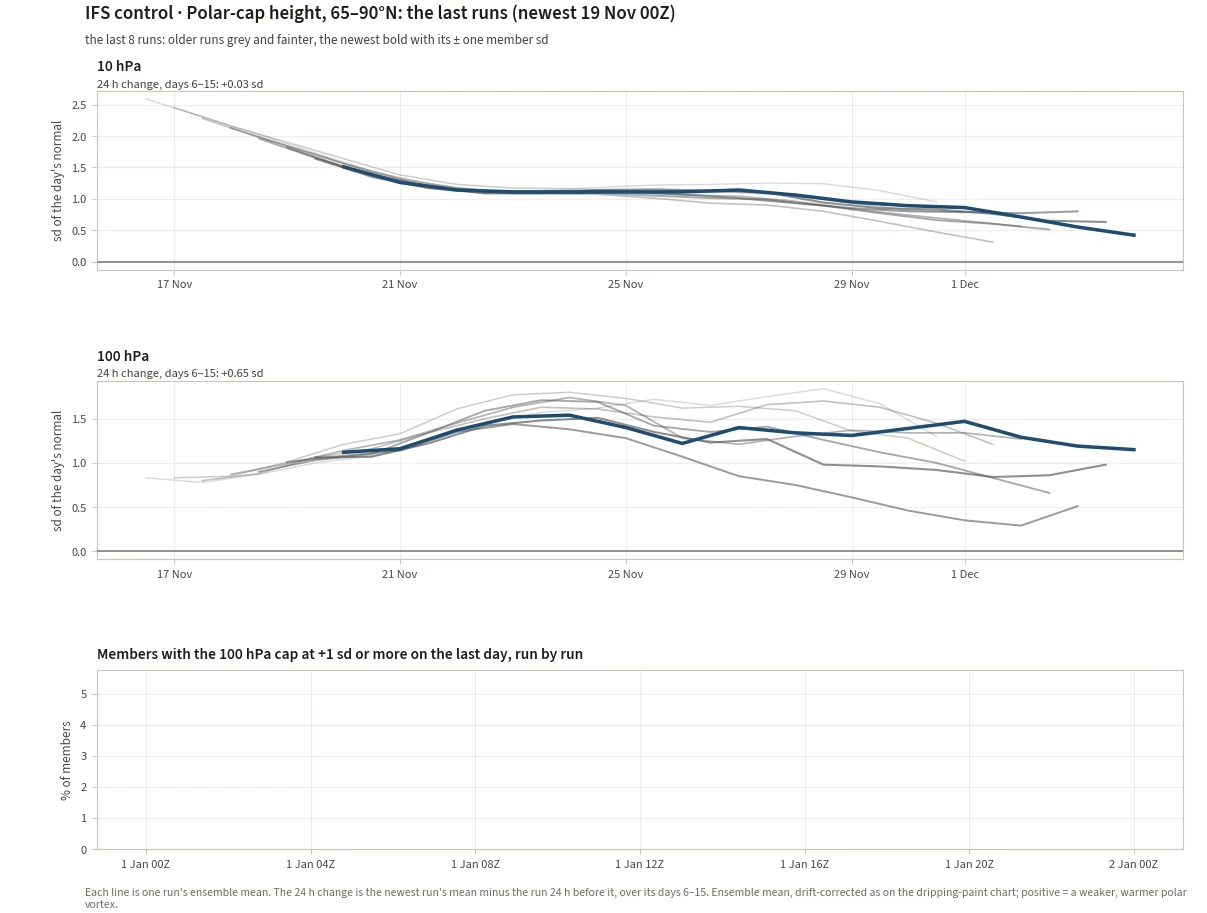 IFS control · Polar-cap height, 65–90°N: the last runs (newest 19 Nov 00Z)
the last 8 runs: older runs grey and fainter, the newest bold with its ± one member sd
10 hPa
24 h change, days 6–15: +0.03 sd
sd of the day's normal
2.5
2.0
1.5
1.0
0.5
0.0
17 Nov 21 Nov 25 Nov 29 Nov 1 Dec
100 hPa
24 h change, days 6–15: +0.65 sd
sd of the day's normal
1.5
1.0
0.5
0.0
17 Nov 21 Nov 25 Nov 29 Nov 1 Dec
Members with the 100 hPa cap at +1 sd or more on the last day, run by run
% of members
5
4
3
2
1
0
1 Jan 00Z 1 Jan 04Z 1 Jan 08Z 1 Jan 12Z 1 Jan 16Z 1 Jan 20Z 2 Jan 00Z
Each line is one run's ensemble mean. The 24 h change is the newest run's mean minus the run 24 h before it, over its days 6–15. Ensemble mean, drift-corrected as on the dripping-paint chart; positive = a weaker, warmer polar
vortex.